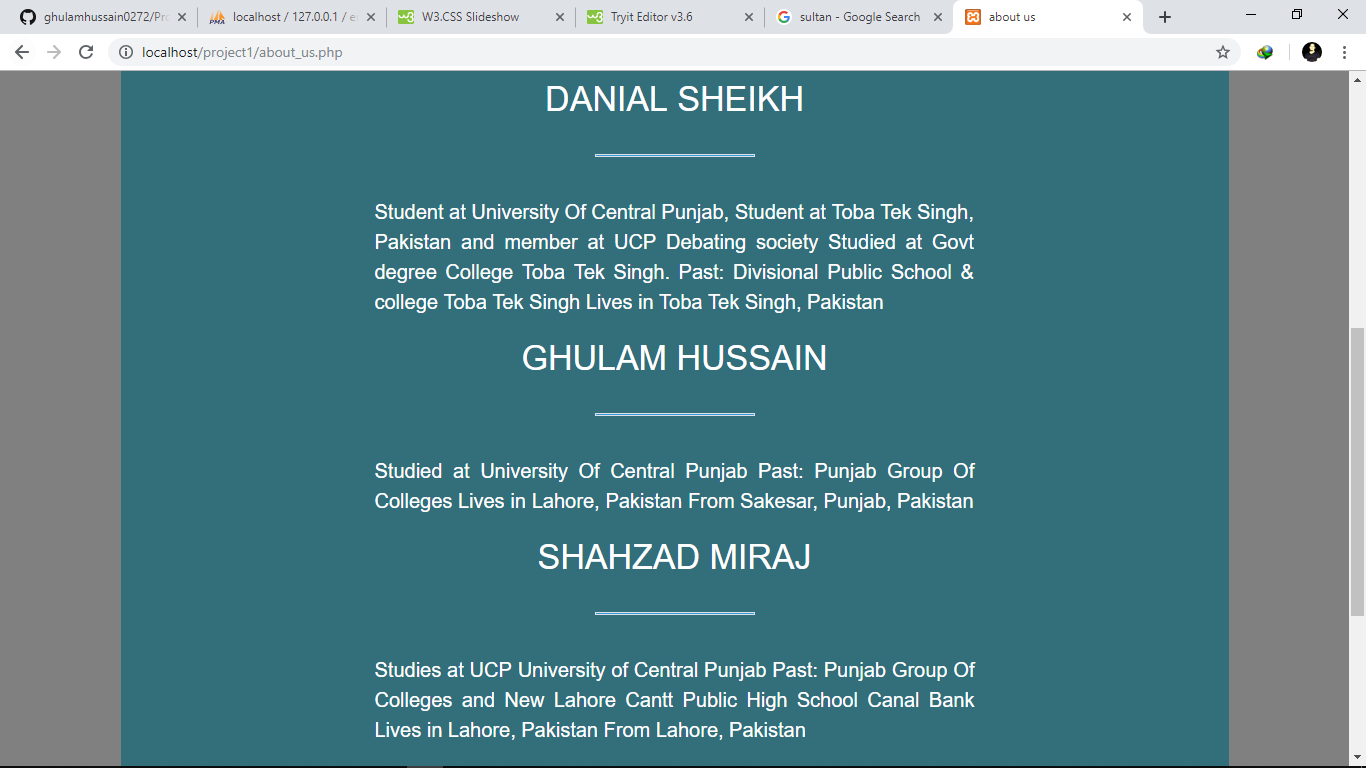 ghulamhussain0272/Pro
localhost / 127.0.0.1 / e
W3.CSS Slideshow
Tryit Editor v3.6
sultan - Google Search
about us
localhost/project1/about_us.php
DANIAL SHEIKH
Student at University Of Central Punjab, Student at Toba Tek Singh,
Pakistan and member at UCP Debating society Studied at Govt
degree College Toba Tek Singh. Past: Divisional Public School &
college Toba Tek Singh Lives in Toba Tek Singh, Pakistan
GHULAM HUSSAIN
Studied at University Of Central Punjab Past: Punjab Group Of
Colleges Lives in Lahore, Pakistan From Sakesar, Punjab, Pakistan
SHAHZAD MIRAJ
Studies at UCP University of Central Punjab Past: Punjab Group Of
Colleges and New Lahore Cantt Public High School Canal Bank
Lives in Lahore, Pakistan From Lahore, Pakistan